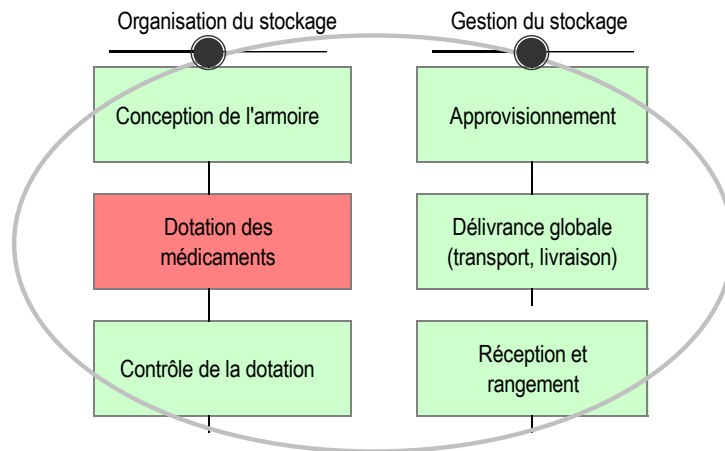 Organisation du stockage
Gestion du stockage
Conception de l'armoire
Approvisionnement
Dotation des
médicaments
Délivrance globale
(transport, livraison)
Contrôle de la dotation
Réception et
rangement